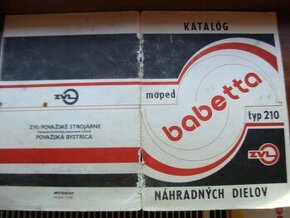 ZVL
ZVL-POVAŽSKÉ STROJÁRNE
POVAŽSKÁ BYSTRICA
KATALÓG
moped
babetta
typ 210
ZVL
NÁHRADNÝCH DIELOV